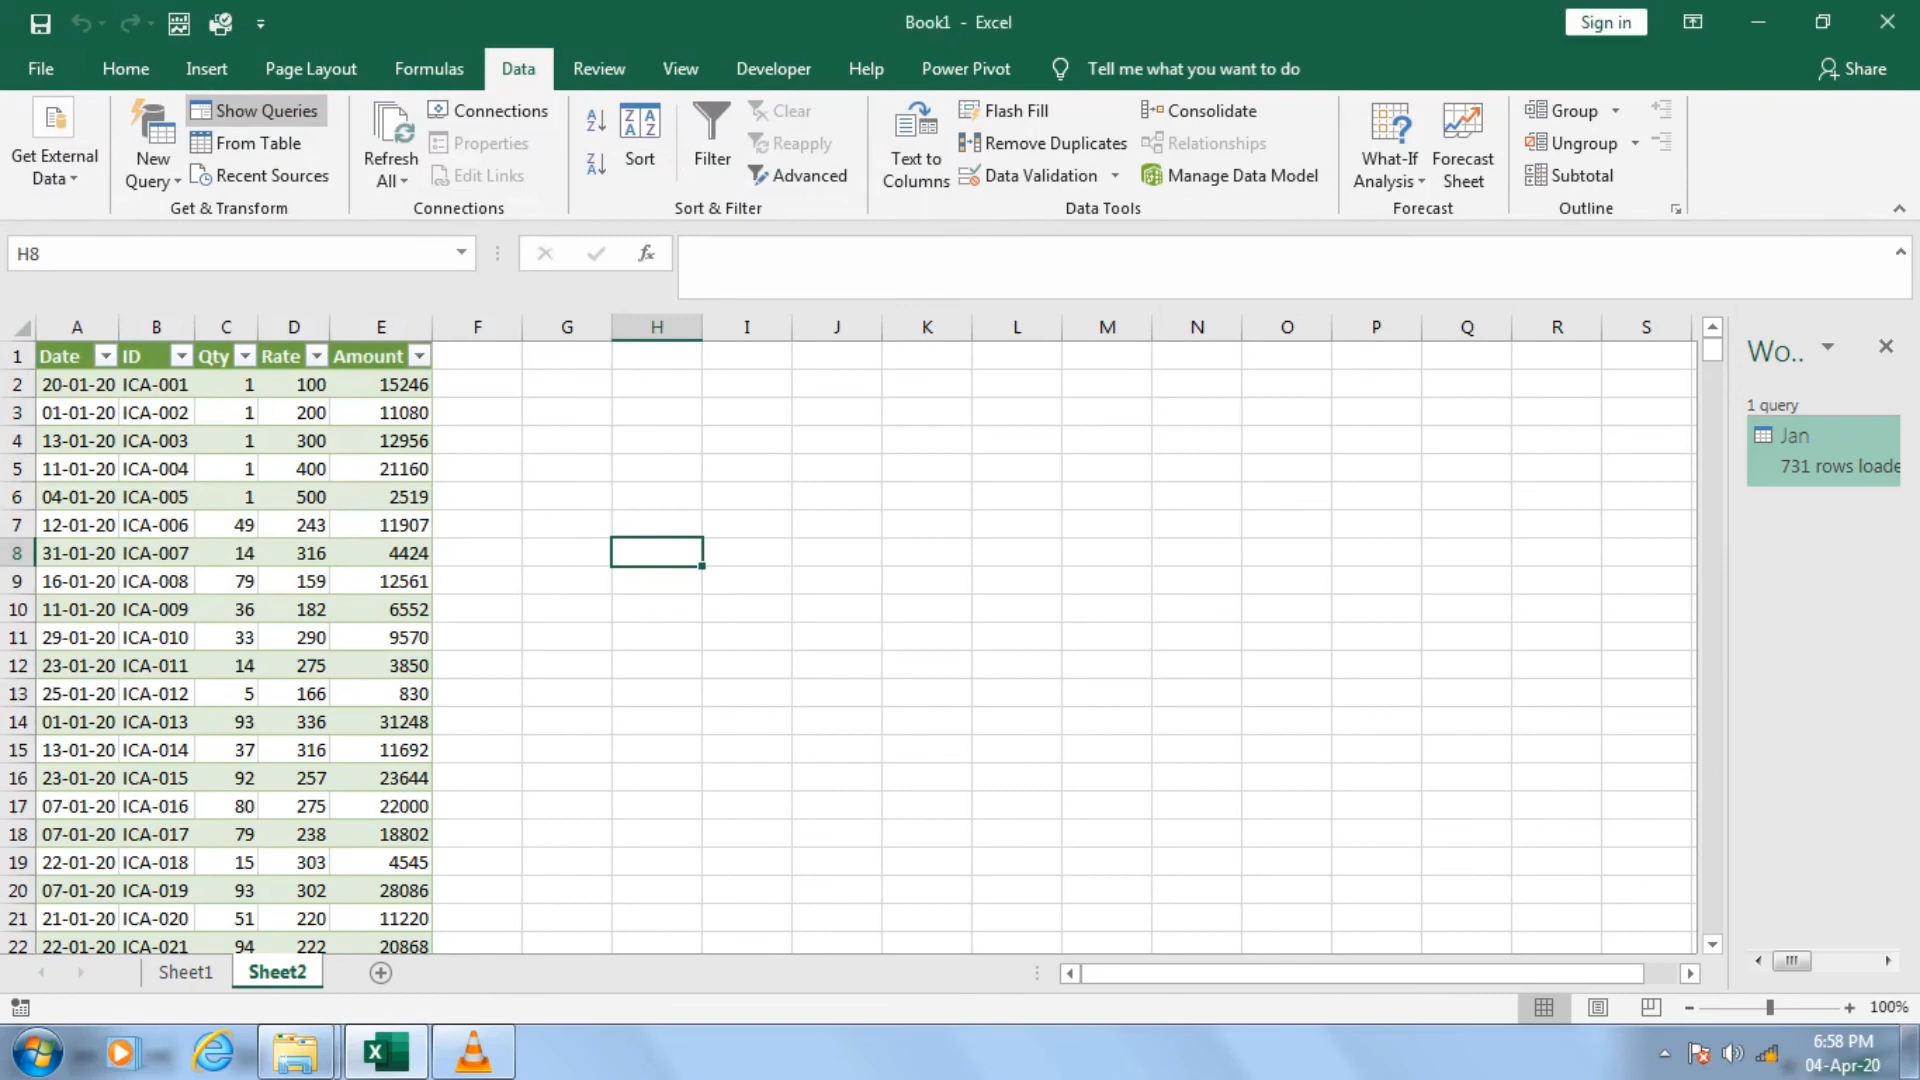 Book1 - Excel
Sign in
File Home Insert Page Layout Formulas Data Review View Developer Help Power Pivot Tell me what you want to do Share
Get External Data
New Query
Show Queries
From Table
Recent Sources
Get & Transform
Refresh All
Connections
Properties
Edit Links
Connections
Sort
Filter
Clear
Reapply
Advanced
Sort & Filter
Text to Columns
Flash Fill
Remove Duplicates
Data Validation
Consolidate
Relationships
Manage Data Model
Data Tools
What-If Analysis
Forecast Sheet
Forecast
Group
Ungroup
Subtotal
Outline
H8
fx
A B C D E F G H I J K L M N O P Q R S
1 Date ID Qty Rate Amount
2 20-01-20 ICA-001 1 100 15246
3 01-01-20 ICA-002 1 200 11080
4 13-01-20 ICA-003 1 300 12956
5 11-01-20 ICA-004 1 400 21160
6 04-01-20 ICA-005 1 500 2519
7 12-01-20 ICA-006 49 243 11907
8 31-01-20 ICA-007 14 316 4424
9 16-01-20 ICA-008 79 159 12561
10 11-01-20 ICA-009 36 182 6552
11 29-01-20 ICA-010 33 290 9570
12 23-01-20 ICA-011 14 275 3850
13 25-01-20 ICA-012 5 166 830
14 01-01-20 ICA-013 93 336 31248
15 13-01-20 ICA-014 37 316 11692
16 23-01-20 ICA-015 92 257 23644
17 07-01-20 ICA-016 80 275 22000
18 07-01-20 ICA-017 79 238 18802
19 22-01-20 ICA-018 15 303 4545
20 07-01-20 ICA-019 93 302 28086
21 21-01-20 ICA-020 51 220 11220
22 22-01-20 ICA-021 94 222 20868
Wo..
1 query
Jan
731 rows loade
Sheet1 Sheet2
100%
6:58 PM
04-Apr-20